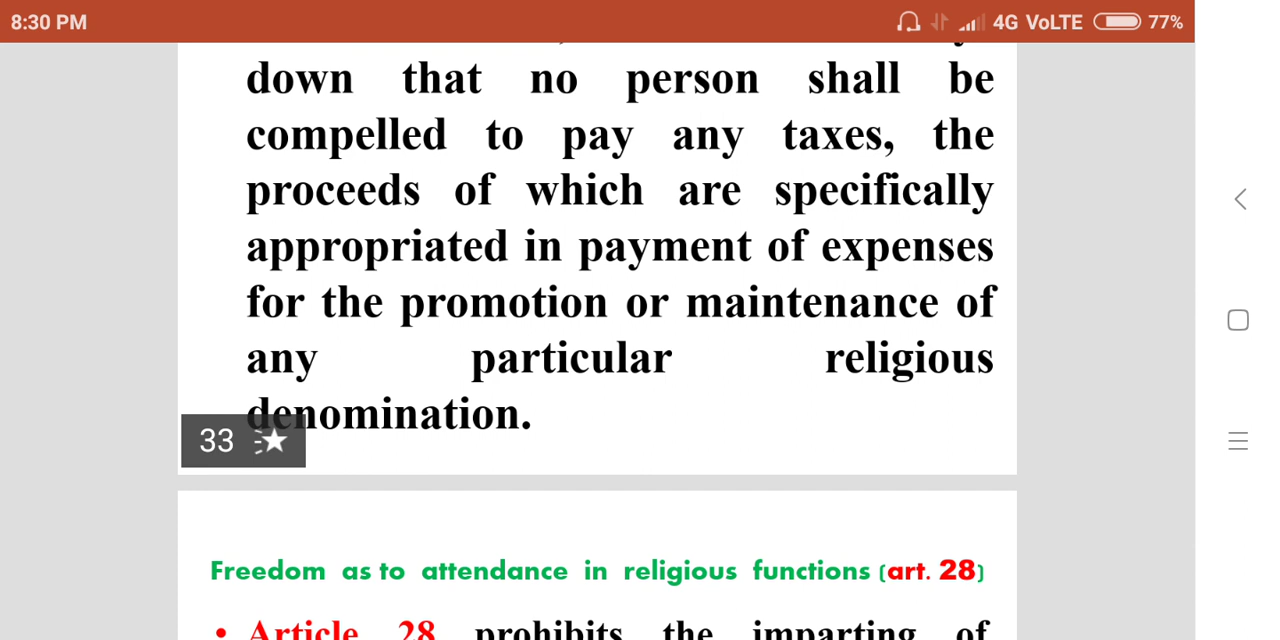 8:30 PM 4G VoLTE 77%
down that no person shall be
compelled to pay any taxes, the
proceeds of which are specifically
appropriated in payment of expenses
for the promotion or maintenance of
any particular religious
denomination.
33
Freedom as to attendance in religious functions (art. 28)
• Article 28 prohibits the imparting of